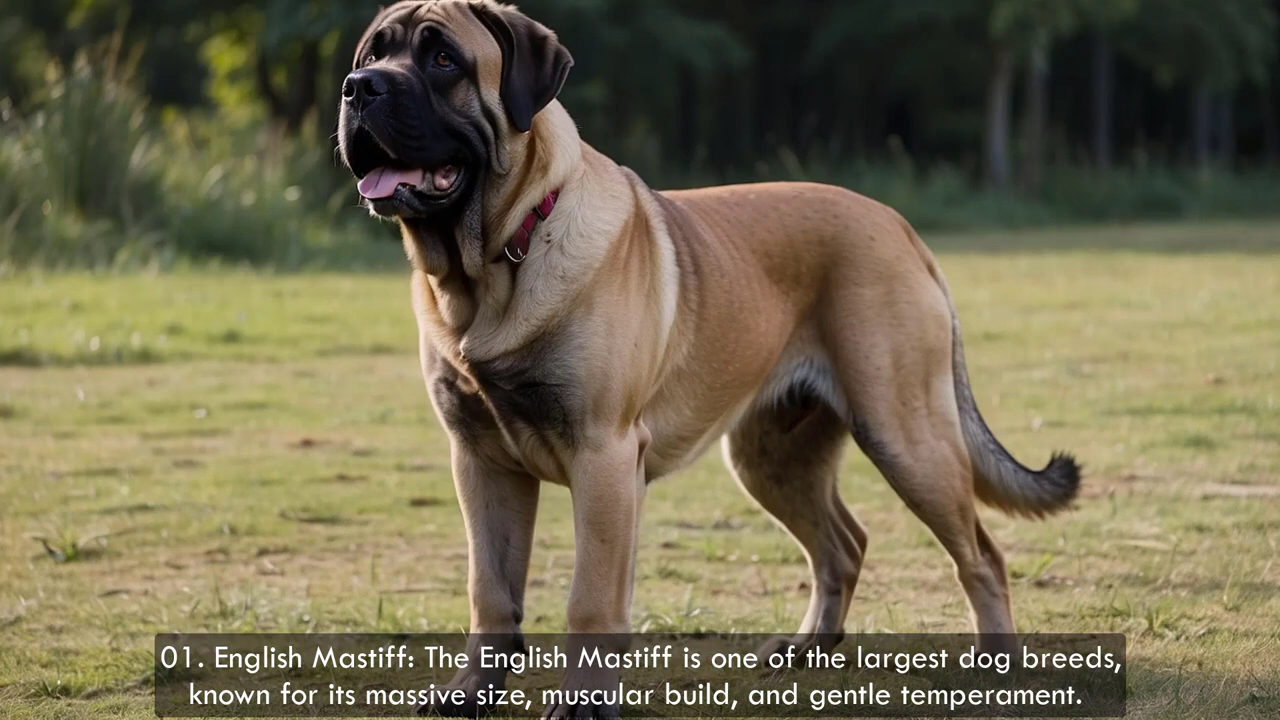 01. English Mastiff: The English Mastiff is one of the largest dog breeds,
known for its massive size, muscular build, and gentle temperament.